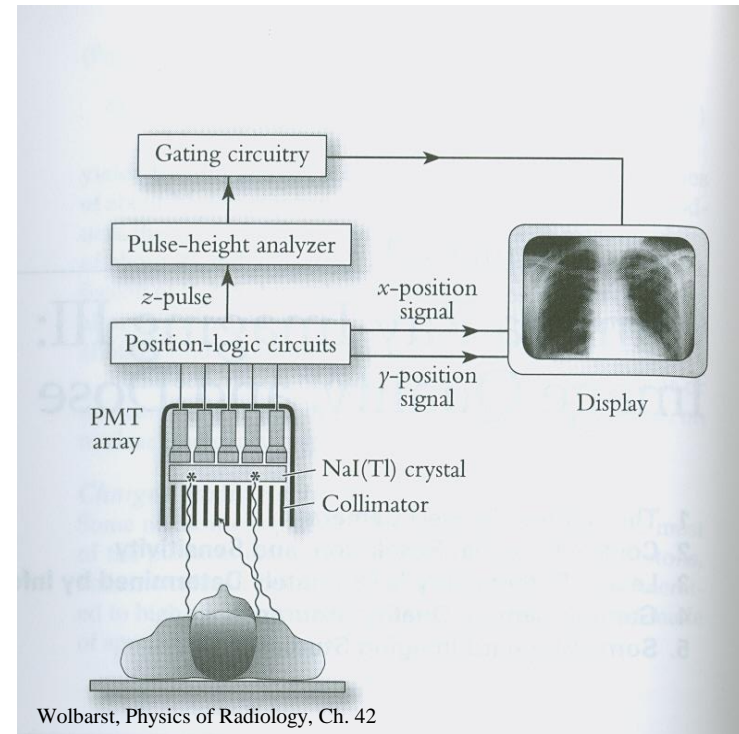 Gating circuitry
Pulse-height analyzer
z-pulse
x-position
signal
Position-logic circuits
y-position
signal
PMT
array
Display
NaI(Tl) crystal
Collimator
*
*
Wolbarst, Physics of Radiology, Ch. 42